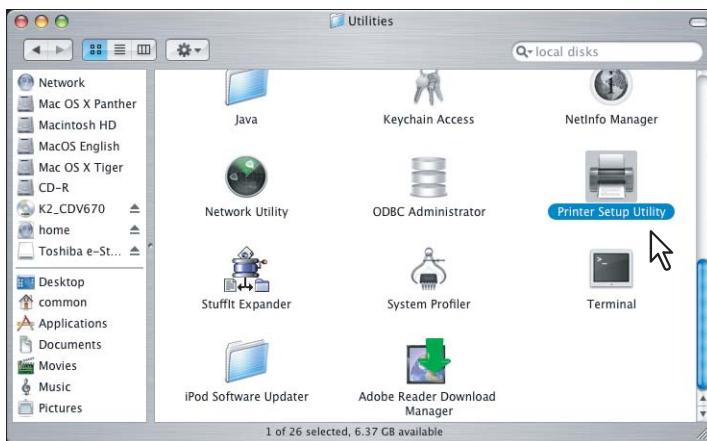 Utilities
local disks
Network
Mac OS X Panther
Macintosh HD
MacOS English
Mac OS X Tiger
CD-R
K2_CDV670
home
Toshiba e-St...
Desktop
common
Applications
Documents
Movies
Music
Pictures
Java
Keychain Access
NetInfo Manager
Network Utility
ODBC Administrator
Printer Setup Utility
StuffIt Expander
System Profiler
Terminal
iPod Software Updater
Adobe Reader Download
Manager
1 of 26 selected, 6.37 GB available